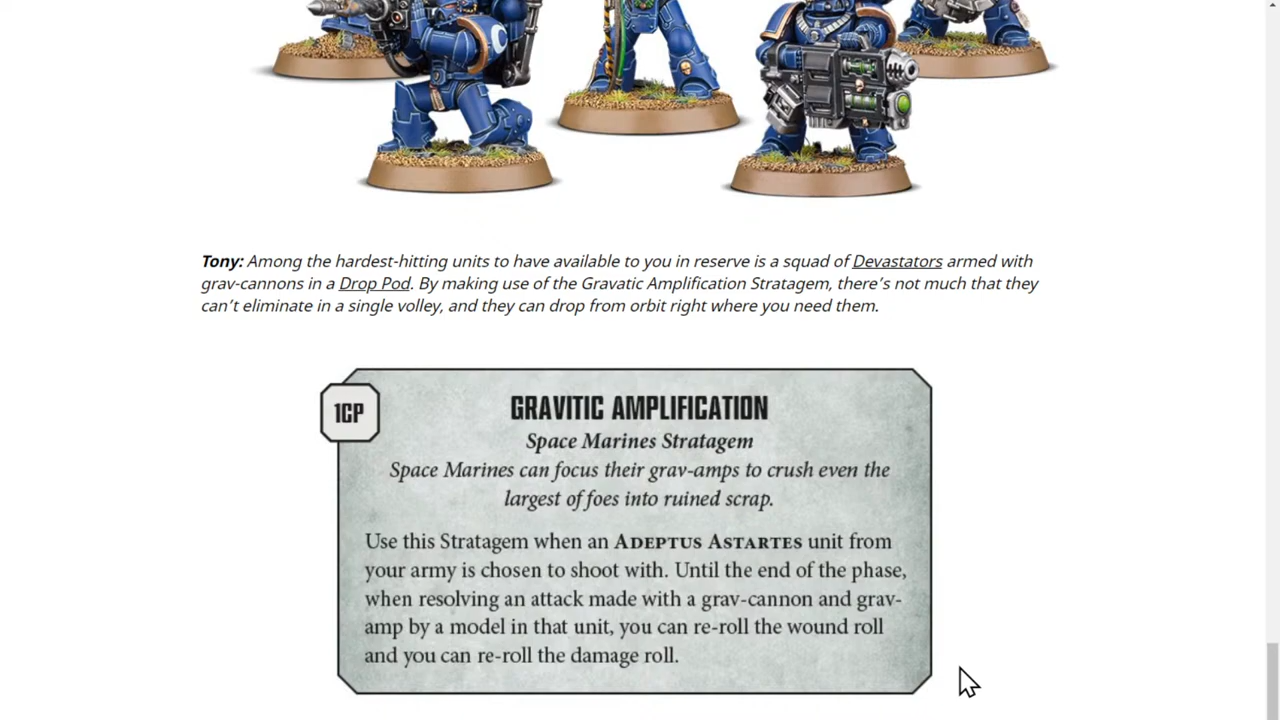 Tony: Among the hardest-hitting units to have available to you in reserve is a squad of Devastators armed with
grav-cannons in a Drop Pod. By making use of the Gravatic Amplification Stratagem, there's not much that they
can't eliminate in a single volley, and they can drop from orbit right where you need them.
1CP
GRAVITIC AMPLIFICATION
Space Marines Stratagem
Space Marines can focus their grav-amps to crush even the
largest of foes into ruined scrap.
Use this Stratagem when an ADEPTUS ASTARTES unit from
your army is chosen to shoot with. Until the end of the phase,
when resolving an attack made with a grav-cannon and grav-
amp by a model in that unit, you can re-roll the wound roll
and you can re-roll the damage roll.